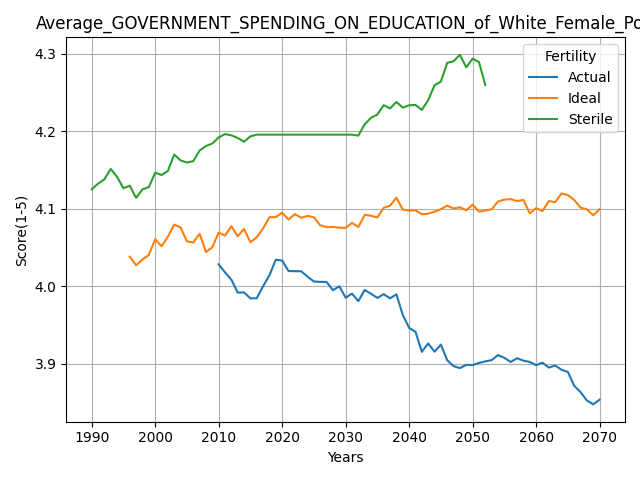 Average_GOVERNMENT_SPENDING_ON_EDUCATION_of_White_Female_Po
Fertility
Actual
Ideal
Sterile
Score(1-5)
4.3
4.2
4.1
4.0
3.9
1990 2000 2010 2020 2030 2040 2050 2060 2070
Years